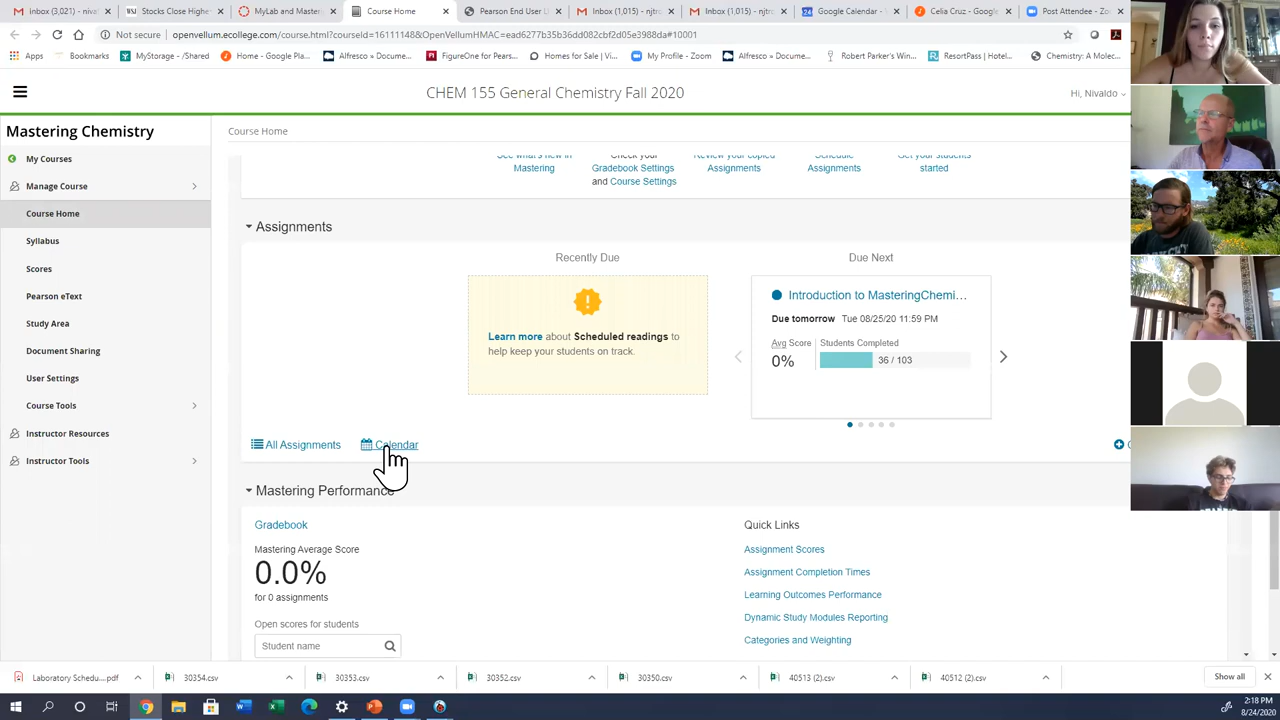 Inbox (3,021) - nivald
Stocks Close Higher
MyLab and Master
Course Home
Pearson End User Li
Inbox (1,015) - njtro
Inbox (1,015) - njtro
Google Calendar -
Celia Cruz - Google
Post Attendee - Zo
Not secure | openvellum.ecollege.com/course.html?courseId=16111148&OpenVellumHMAC=8d6277b35b36dd082cbf2d05e3988da#10001
Apps
Bookmarks
MyStorage - /Shared
Home - Google Pla...
Alfresco » Docume...
FigureOne for Pears...
Homes for Sale | Vi...
My Profile - Zoom
Alfresco » Docume...
Robert Parker's Win...
ResortPass | Hotel...
Chemistry: A Molec...
CHEM 155 General Chemistry Fall 2020
Hi, Nivaldo
Mastering Chemistry
My Courses
Manage Course
Course Home
Syllabus
Scores
Pearson eText
Study Area
Document Sharing
User Settings
Course Tools
Instructor Resources
Instructor Tools
Course Home
See what's new in
Mastering
Check your
Gradebook Settings
and Course Settings
Review your copied
Assignments
Schedule
Assignments
Get your students
started
Assignments
Recently Due
Learn more about Scheduled readings to
help keep your students on track.
Due Next
Introduction to MasteringChemi...
Due tomorrow Tue 08/25/20 11:59 PM
Avg Score
0%
Students Completed
36 / 103
All Assignments
Calendar
Mastering Performance
Gradebook
Mastering Average Score
0.0%
for 0 assignments
Open scores for students
Student name
Quick Links
Assignment Scores
Assignment Completion Times
Learning Outcomes Performance
Dynamic Study Modules Reporting
Categories and Weighting
Laboratory Schedu....pdf
30354.csv
30353.csv
30352.csv
30350.csv
40513 (2).csv
40512 (2).csv
Show all
2:18 PM
8/24/2020